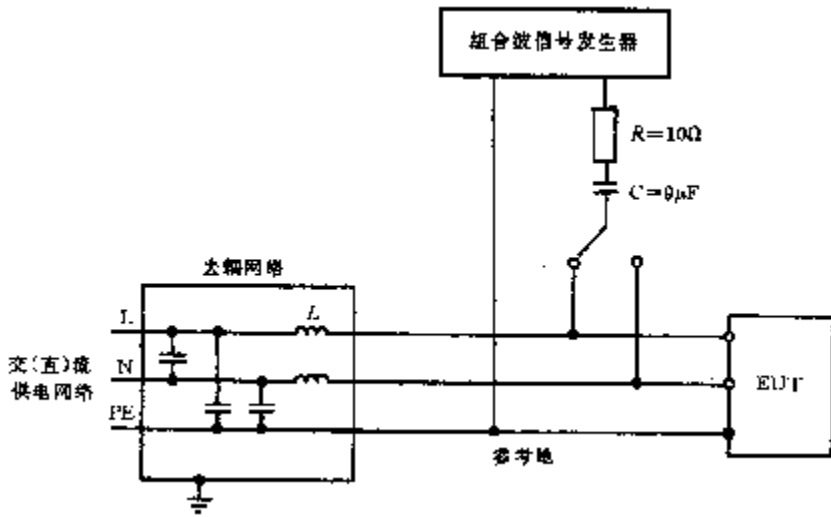 组合波信号发生器
R=10Ω
C=9μF
去耦网络
L
L
交(直)流
供电网络
N
PE
EUT
参考地